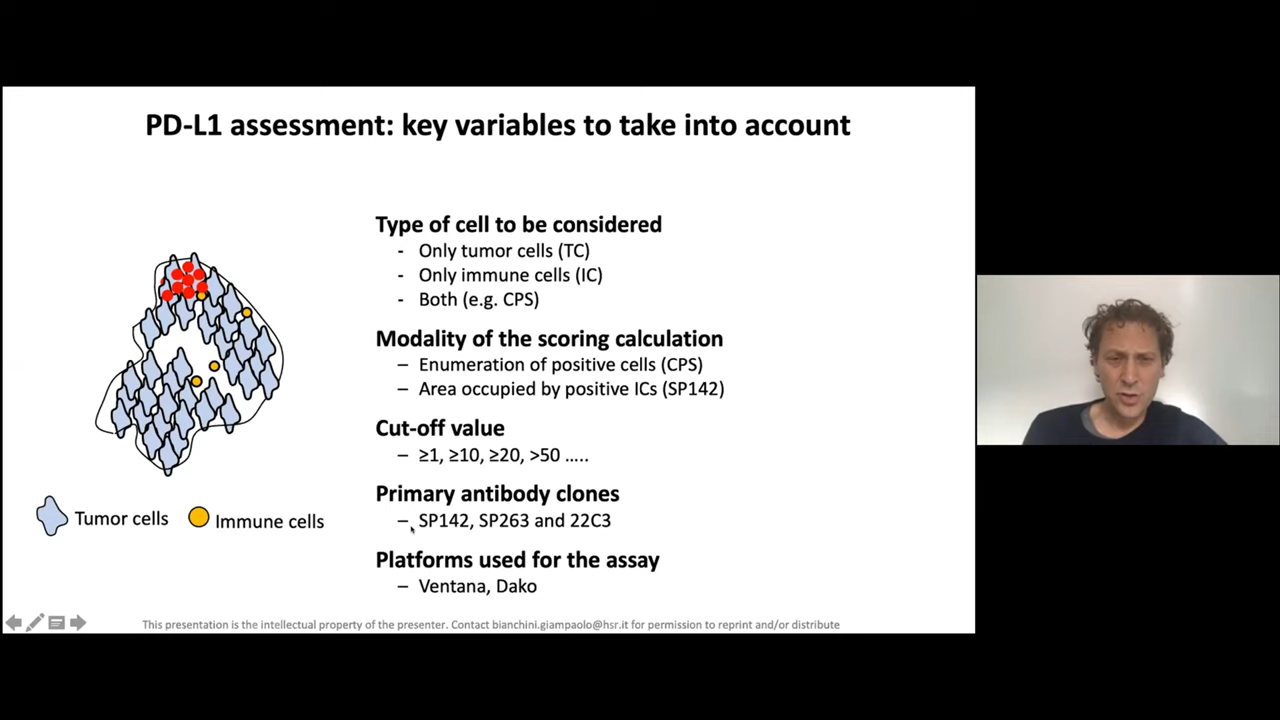 PD-L1 assessment: key variables to take into account
Type of cell to be considered
- Only tumor cells (TC)
- Only immune cells (IC)
- Both (e.g. CPS)
Modality of the scoring calculation
– Enumeration of positive cells (CPS)
– Area occupied by positive ICs (SP142)
Cut-off value
– ≥1, ≥10, ≥20, >50 .....
Primary antibody clones
– SP142, SP263 and 22C3
Platforms used for the assay
– Ventana, Dako
Tumor cells
Immune cells
This presentation is the intellectual property of the presenter. Contact bianchini.giampaolo@hsr.it for permission to reprint and/or distribute